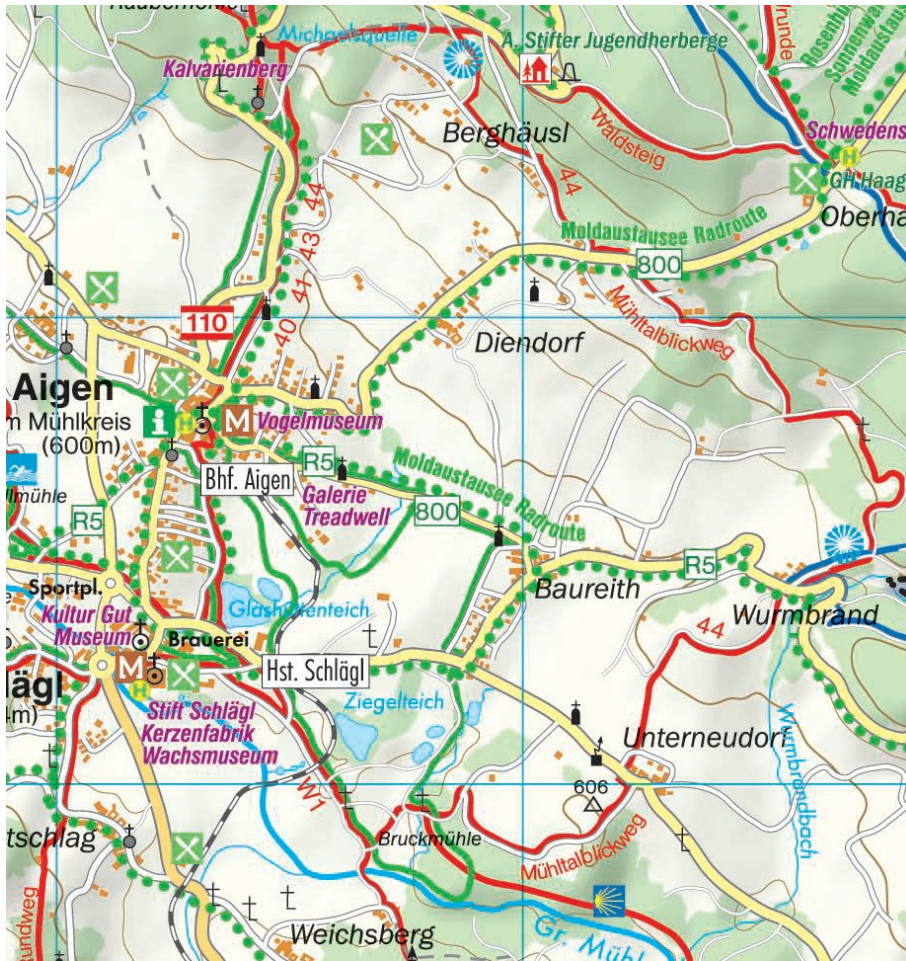 Michaelsquelle
A. Stifter Jugendherberge
Kalvarienberg
Berghäusl
Waldsteig
Schwedens
H
GH Haag
Oberha
44
44
43
41
40
Moldaustausee Radroute
800
110
Mühltalblickweg
Diendorf
Aigen
m Mühlkreis
(600m)
i
H
M
Vogelmuseum
R5
Bhf. Aigen
Galerie
Treadwell
Moldaustausee Radroute
800
R5
R5
Baureith
Wurmbrand
Sportpl.
Kultur Gut
Museum
Brauerei
Glashüttenteich
Hst. Schlägl
44
M
H
lägl
4m)
Stift Schlägl
Kerzenfabrik
Wachsmuseum
Ziegelteich
Unterneudorf
Wurmbrandbach
W1
606
Bruckmühle
Mühltalblickweg
tschlag
Weichsberg
Gr. Mühl